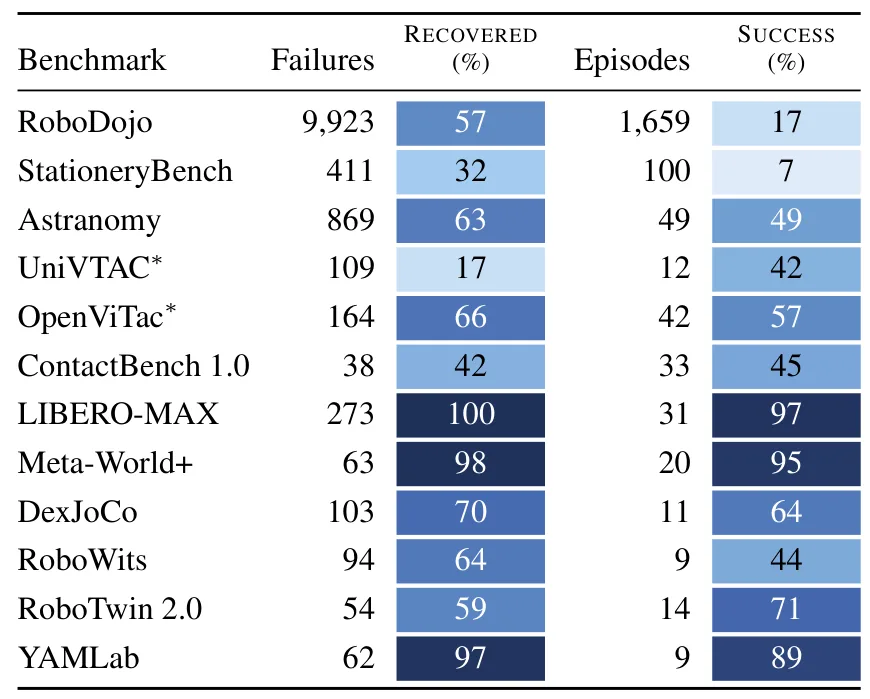 Benchmark Failures RECOVERED (%) Episodes SUCCESS (%)
RoboDojo 9,923 57 1,659 17
StationeryBench 411 32 100 7
Astranomy 869 63 49 49
UniVTAC* 109 17 12 42
OpenViTac* 164 66 42 57
ContactBench 1.0 38 42 33 45
LIBERO-MAX 273 100 31 97
Meta-World+ 63 98 20 95
DexJoCo 103 70 11 64
RoboWits 94 64 9 44
RoboTwin 2.0 54 59 14 71
YAMLab 62 97 9 89